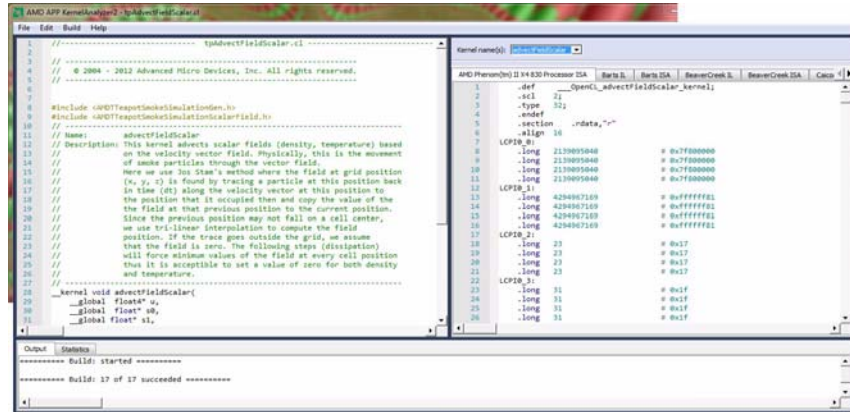 AMD APP KernelAnalyzer2 - tpAdvectFieldScalar.cl
File Edit Build Help
1 //------------------------------ tpAdvectFieldScalar.cl ------------------------------
2
3 // ----------------------------------------------------------------
4 // © 2004 - 2012 Advanced Micro Devices, Inc. All rights reserved.
5 // ----------------------------------------------------------------
6
7
8 #include <AMDTTeapotSmokeSimulationGen.h>
9 #include <AMDTTeapotSmokeSimulationScalarField.h>
10 // ----------------------------------------------------------------
11 // Name: advectFieldScalar
12 // Description: This kernel advects scalar fields (density, temperature) based
13 // on the velocity vector field. Physically, this is the movement
14 // of smoke particles through the vector field.
15 // Here we use Jos Stam's method where the field at grid position
16 // (x, y, z) is found by tracing a particle at this position back
17 // in time (dt) along the velocity vector at this position to
18 // the position that it occupied then and copy the value of the
19 // the field at that previous position to the current position.
20 // Since the previous position may not fall on a cell center,
21 // we use tri-linear interpolation to compute the field
22 // position. If the trace goes outside the grid, we assume
23 // that the field is zero. The following steps (dissipation)
24 // will force minimum values of the field at every cell position
25 // thus it is acceptible to set a value of zero for both density
26 // and temperature.
27 // ----------------------------------------------------------------
28 __kernel void advectFieldScalar(
29 __global float4* u,
30 __global float* s0,
31 __global float* s1,
Kernel name(s): advectFieldScalar
AMD Phenom(tm) II X4 830 Processor ISA Barts IL Barts ISA BeaverCreek IL BeaverCreek ISA Caico
1 .def ___OpenCL_advectFieldScalar_kernel;
2 .scl 2;
3 .type 32;
4 .endef
5 .section .rdata,"r"
6 .align 16
7 LCPI0_0:
8 .long 2139095040 # 0x7f800000
9 .long 2139095040 # 0x7f800000
10 .long 2139095040 # 0x7f800000
11 .long 2139095040 # 0x7f800000
12 LCPI0_1:
13 .long 4294967169 # 0xffffff81
14 .long 4294967169 # 0xffffff81
15 .long 4294967169 # 0xffffff81
16 .long 4294967169 # 0xffffff81
17 LCPI0_2:
18 .long 23 # 0x17
19 .long 23 # 0x17
20 .long 23 # 0x17
21 .long 23 # 0x17
22 LCPI0_3:
23 .long 31 # 0x1f
24 .long 31 # 0x1f
25 .long 31 # 0x1f
26 .long 31 # 0x1f
Output Statistics
========== Build: started ==========
========== Build: 17 of 17 succeeded ==========